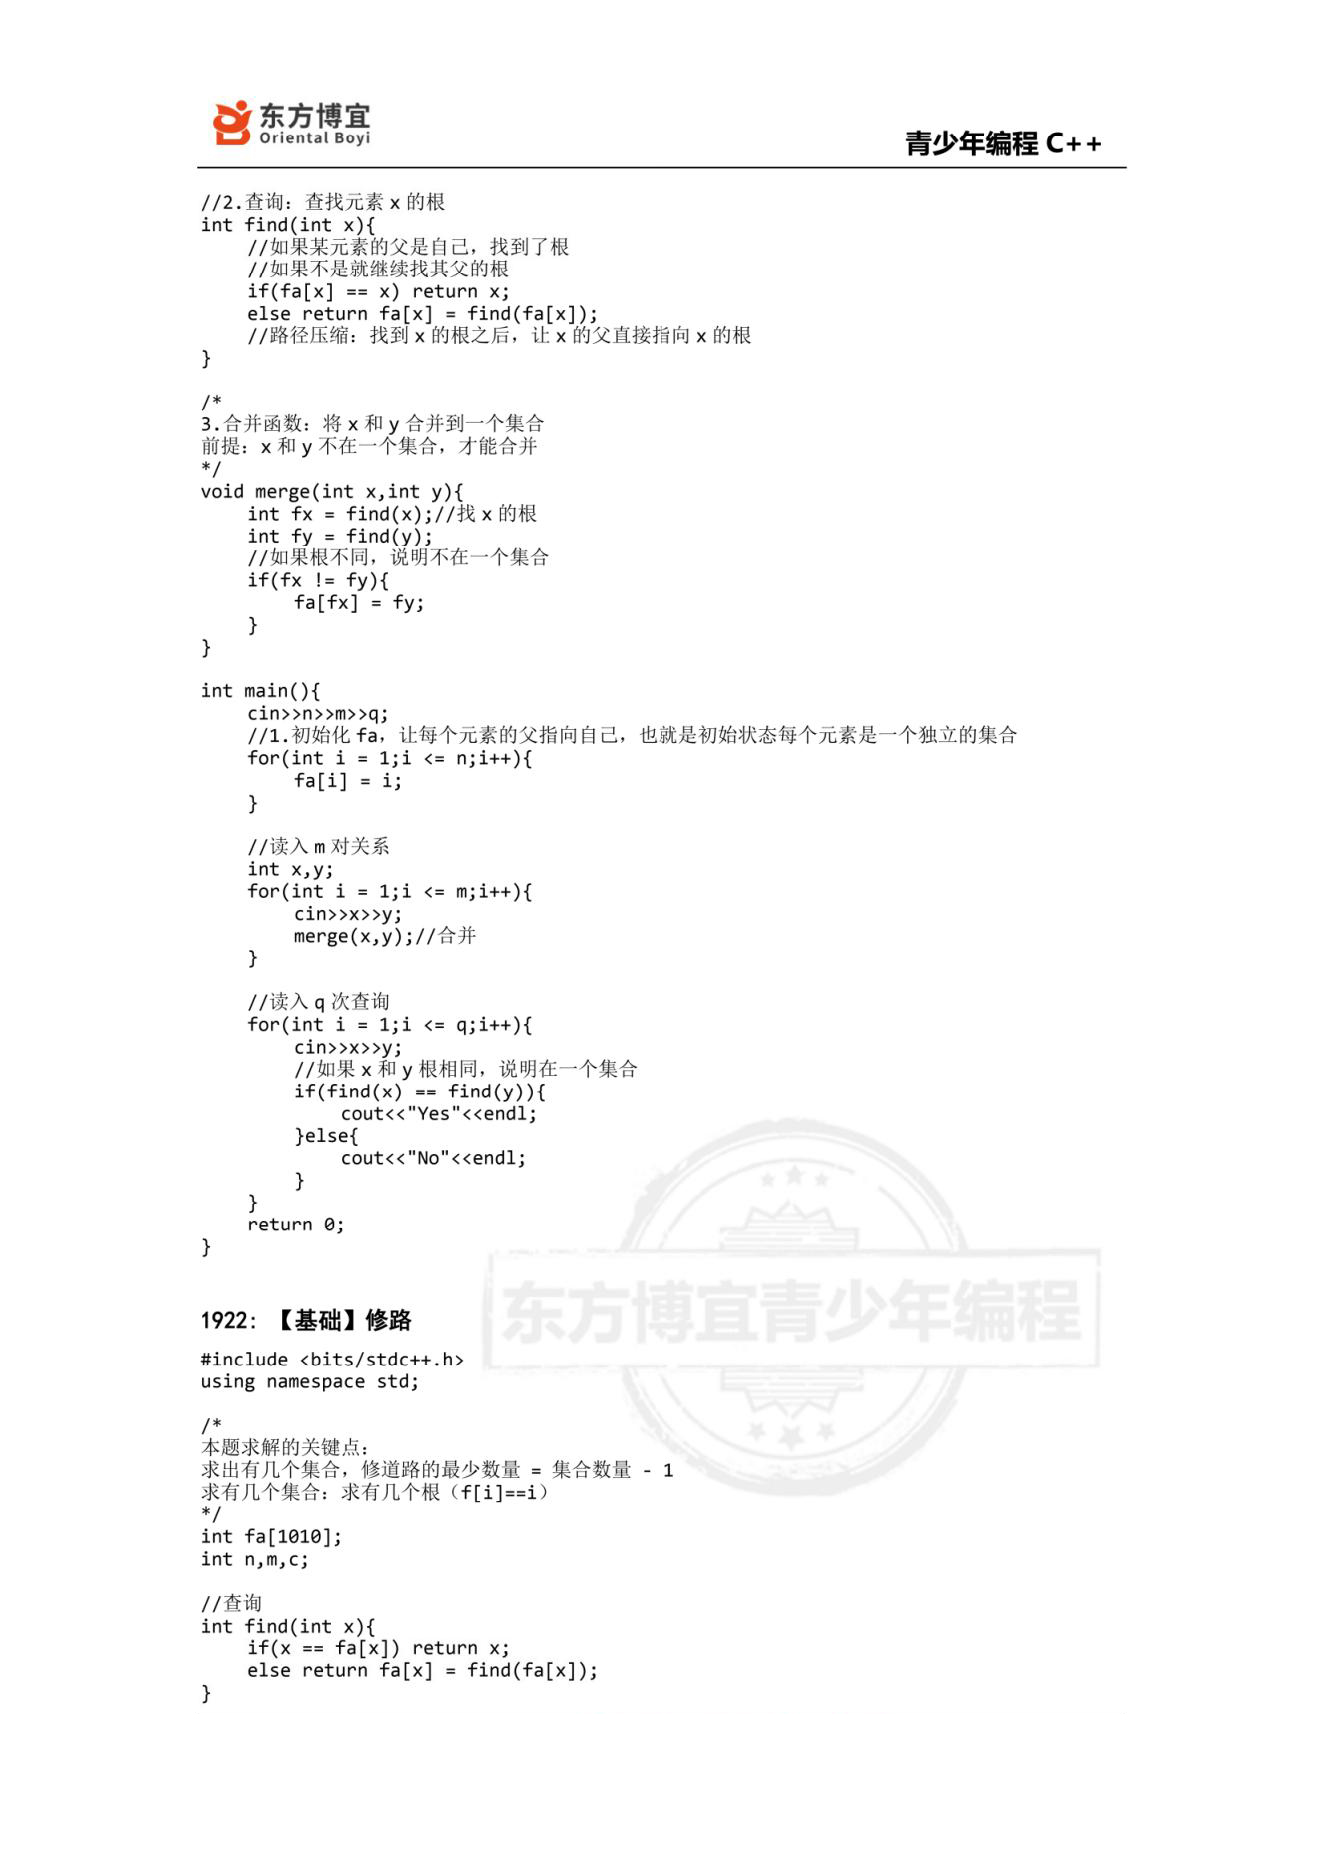 东方博宜
Oriental Boyi
青少年编程 C++
//2.查询：查找元素 x 的根
int find(int x){
    //如果某元素的父是自己，找到了根
    //如果不是就继续找其父的根
    if(fa[x] == x) return x;
    else return fa[x] = find(fa[x]);
    //路径压缩：找到 x 的根之后，让 x 的父直接指向 x 的根
}
/*
3.合并函数：将 x 和 y 合并到一个集合
前提：x 和 y 不在一个集合，才能合并
*/
void merge(int x,int y){
    int fx = find(x);//找 x 的根
    int fy = find(y);
    //如果根不同，说明不在一个集合
    if(fx != fy){
        fa[fx] = fy;
    }
}
int main(){
    cin>>n>>m>>q;
    //1.初始化 fa，让每个元素的父指向自己，也就是初始状态每个元素是一个独立的集合
    for(int i = 1;i <= n;i++){
        fa[i] = i;
    }
    //读入 m 对关系
    int x,y;
    for(int i = 1;i <= m;i++){
        cin>>x>>y;
        merge(x,y);//合并
    }
    //读入 q 次查询
    for(int i = 1;i <= q;i++){
        cin>>x>>y;
        //如果 x 和 y 根相同，说明在一个集合
        if(find(x) == find(y)){
            cout<<"Yes"<<endl;
        }else{
            cout<<"No"<<endl;
        }
    }
    return 0;
}
东方博宜青少年编程
1922: 【基础】修路
#include <bits/stdc++.h>
using namespace std;
/*
本题求解的关键点：
求出有几个集合，修道路的最少数量 = 集合数量 - 1
求有几个集合：求有几个根（f[i]==i）
*/
int fa[1010];
int n,m,c;
//查询
int find(int x){
    if(x == fa[x]) return x;
    else return fa[x] = find(fa[x]);
}